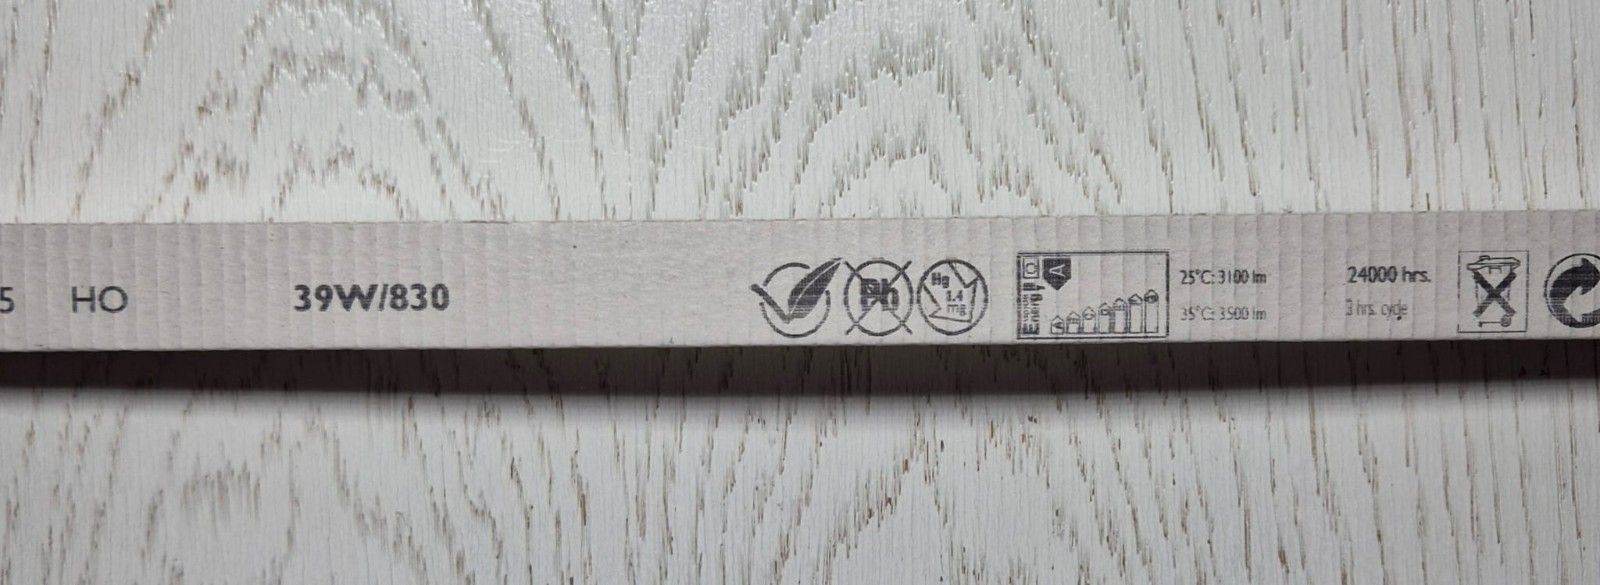 5 HO
39W/830
Pb
Hg
1.4
mg
Energy
A
25°C: 3100 lm
35°C: 3500 lm
24000 hrs.
3 hrs. cycle